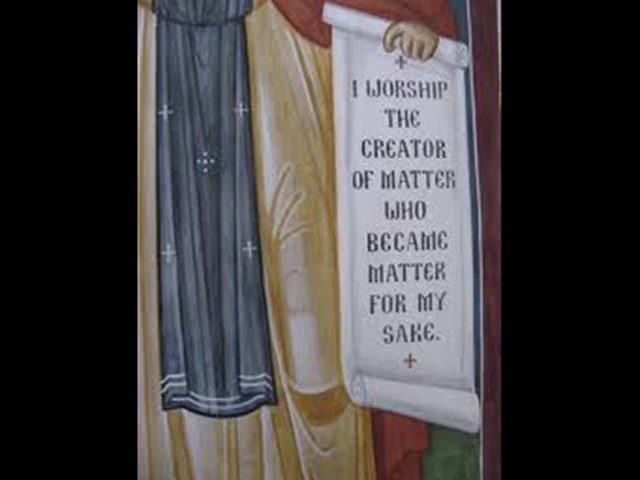 I WORSHIP
THE
CREATOR
OF MATTER
WHO
BECAME
MATTER
FOR MY
SAKE.